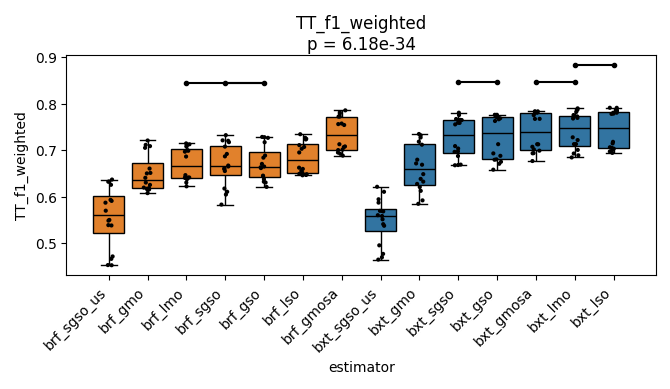 TT_f1_weighted
p = 6.18e-34
0.9
0.8
0.7
0.6
0.5
TT_f1_weighted
brf_sgso_us
brf_gmo
brf_lmo
brf_sgso
brf_gso
brf_lso
brf_gmosa
bxt_sgso_us
bxt_gmo
bxt_sgso
bxt_gso
bxt_gmosa
bxt_lmo
bxt_lso
estimator